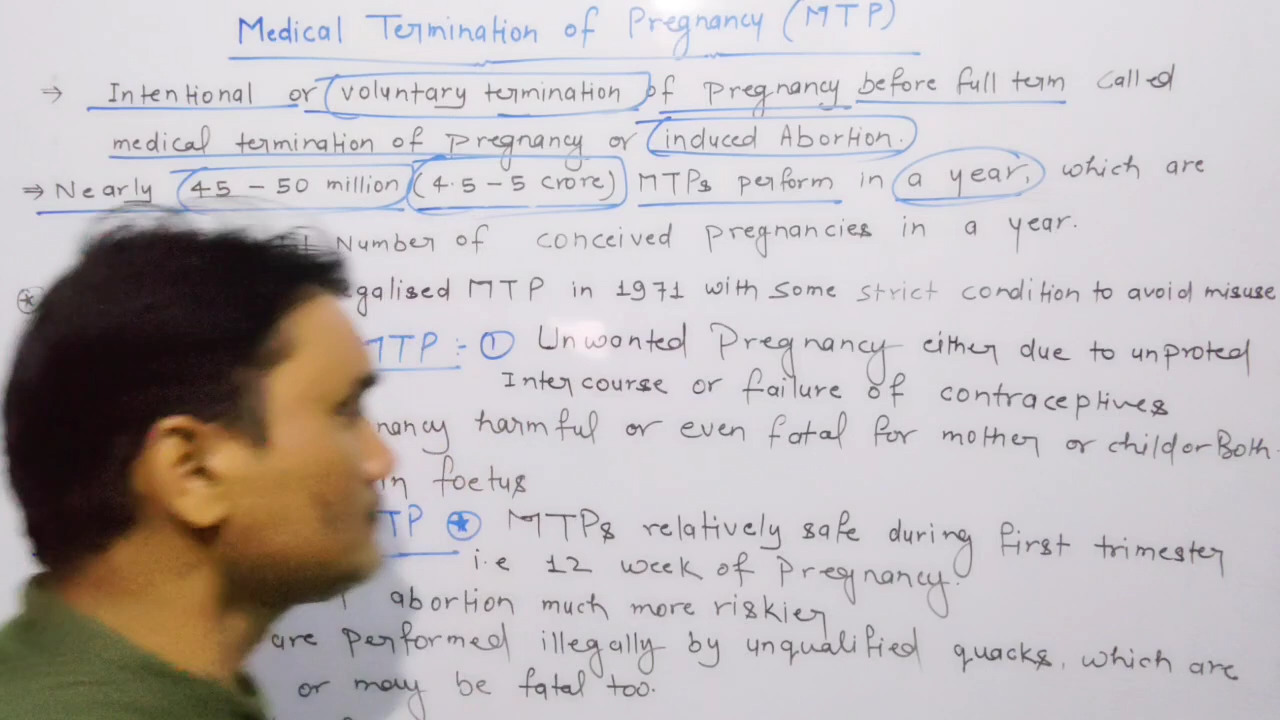 Medical Termination of Pregnancy (MTP)
→ Intentional or voluntary termination of pregnancy before full term called
medical termination of pregnancy or induced Abortion.
⇒ Nearly 45 - 50 million (4.5 - 5 crore) MTPs perform in a year, which are
Number of conceived pregnancies in a year.
galised MTP in 1971 with some strict condition to avoid misuse
MTP :- ① Unwanted Pregnancy either due to unproted
Intercourse or failure of contraceptives
nancy harmful or even fatal for mother or child or Both.
in foetus
TP ⍟ MTPs relatively safe during first trimester
i.e 12 week of pregnancy.
abortion much more riskier
are performed illegally by unqualified quacks, which are
or may be fatal too.